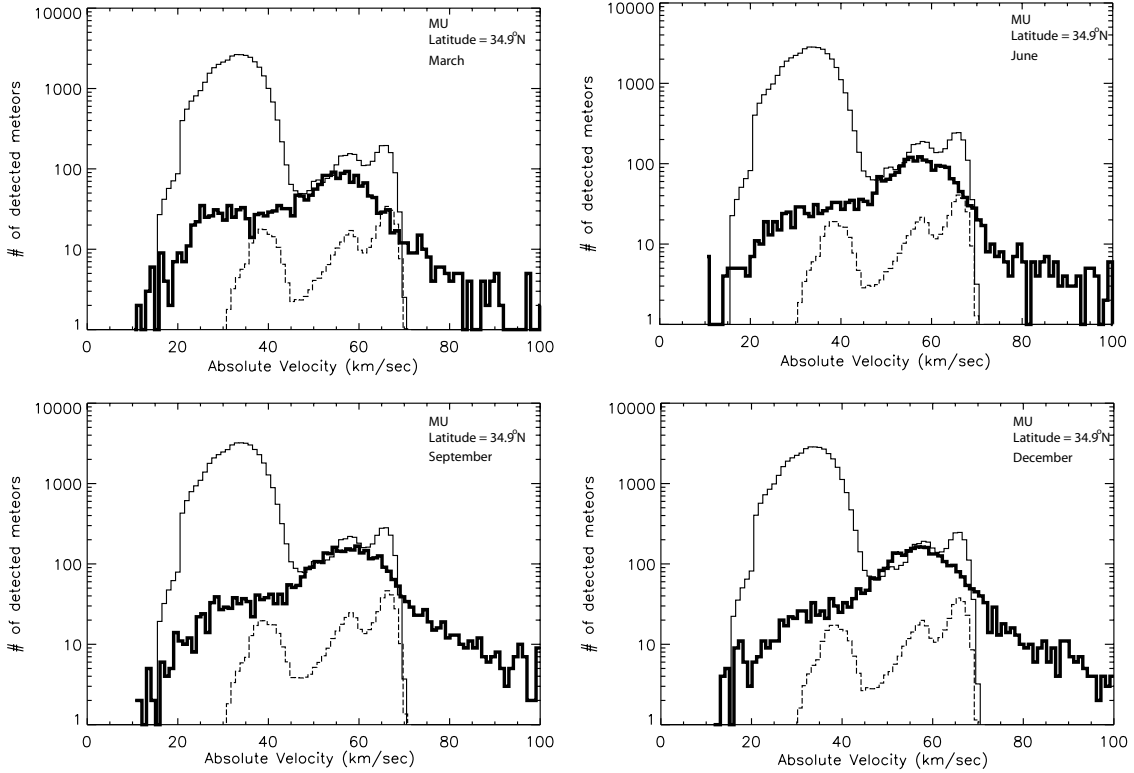 10000
1000
100
10
1
# of detected meteors
MU
Latitude = 34.9°N
March
0 20 40 60 80 100
Absolute Velocity (km/sec)
10000
1000
100
10
1
# of detected meteors
MU
Latitude = 34.9°N
June
0 20 40 60 80 100
Absolute Velocity (km/sec)
10000
1000
100
10
1
# of detected meteors
MU
Latitude = 34.9°N
September
0 20 40 60 80 100
Absolute Velocity (km/sec)
10000
1000
100
10
1
# of detected meteors
MU
Latitude = 34.9°N
December
0 20 40 60 80 100
Absolute Velocity (km/sec)